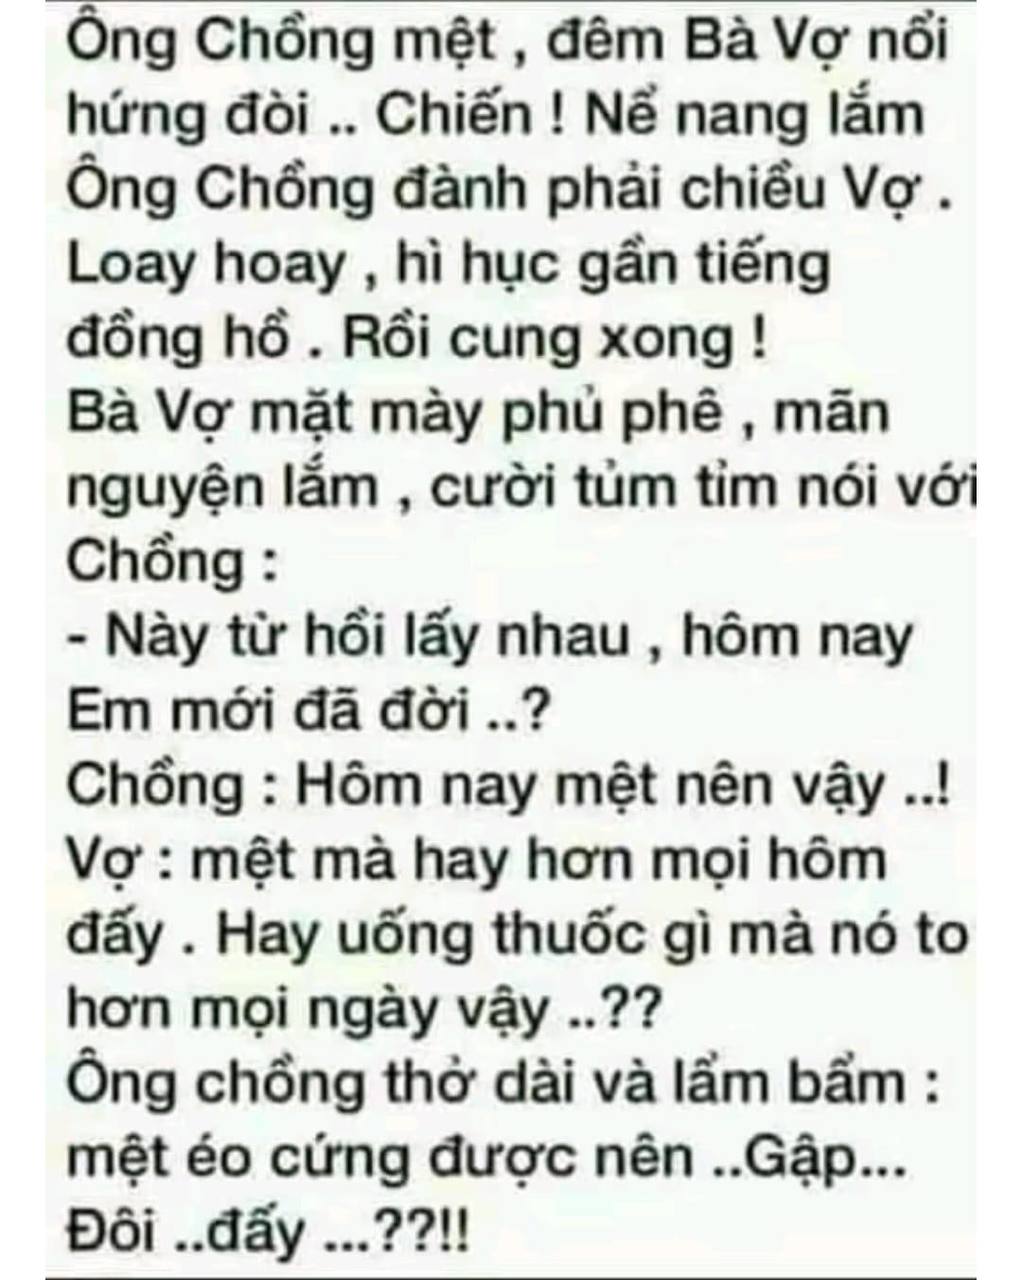 Ông Chồng mệt , đêm Bà Vợ nổi
hứng đòi .. Chiến ! Nể nang lắm
Ông Chồng đành phải chiều Vợ .
Loay hoay , hì hục gần tiếng
đồng hồ . Rồi cung xong !
Bà Vợ mặt mày phủ phê , mãn
nguyện lắm , cười tủm tỉm nói với
Chồng :
- Này từ hồi lấy nhau , hôm nay
Em mới đã đời ..?
Chồng : Hôm nay mệt nên vậy ..!
Vợ : mệt mà hay hơn mọi hôm
đấy . Hay uống thuốc gì mà nó to
hơn mọi ngày vậy ..??
Ông chồng thở dài và lẩm bẩm :
mệt éo cứng được nên ..Gập...
Đôi ..đấy ...??!!